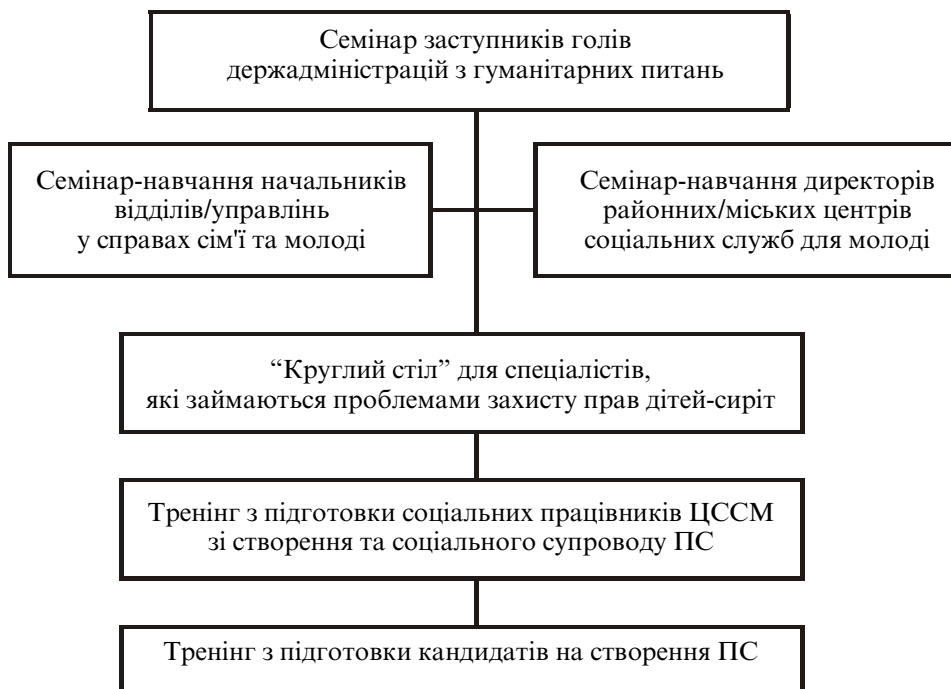 Семінар заступників голів
держадміністрацій з гуманітарних питань
Семінар-навчання начальників
відділів/управлінь
у справах сім'ї та молоді
Семінар-навчання директорів
районних/міських центрів
соціальних служб для молоді
“Круглий стіл” для спеціалістів,
які займаються проблемами захисту прав дітей-сиріт
Тренінг з підготовки соціальних працівників ЦССМ
зі створення та соціального супроводу ПС
Тренінг з підготовки кандидатів на створення ПС